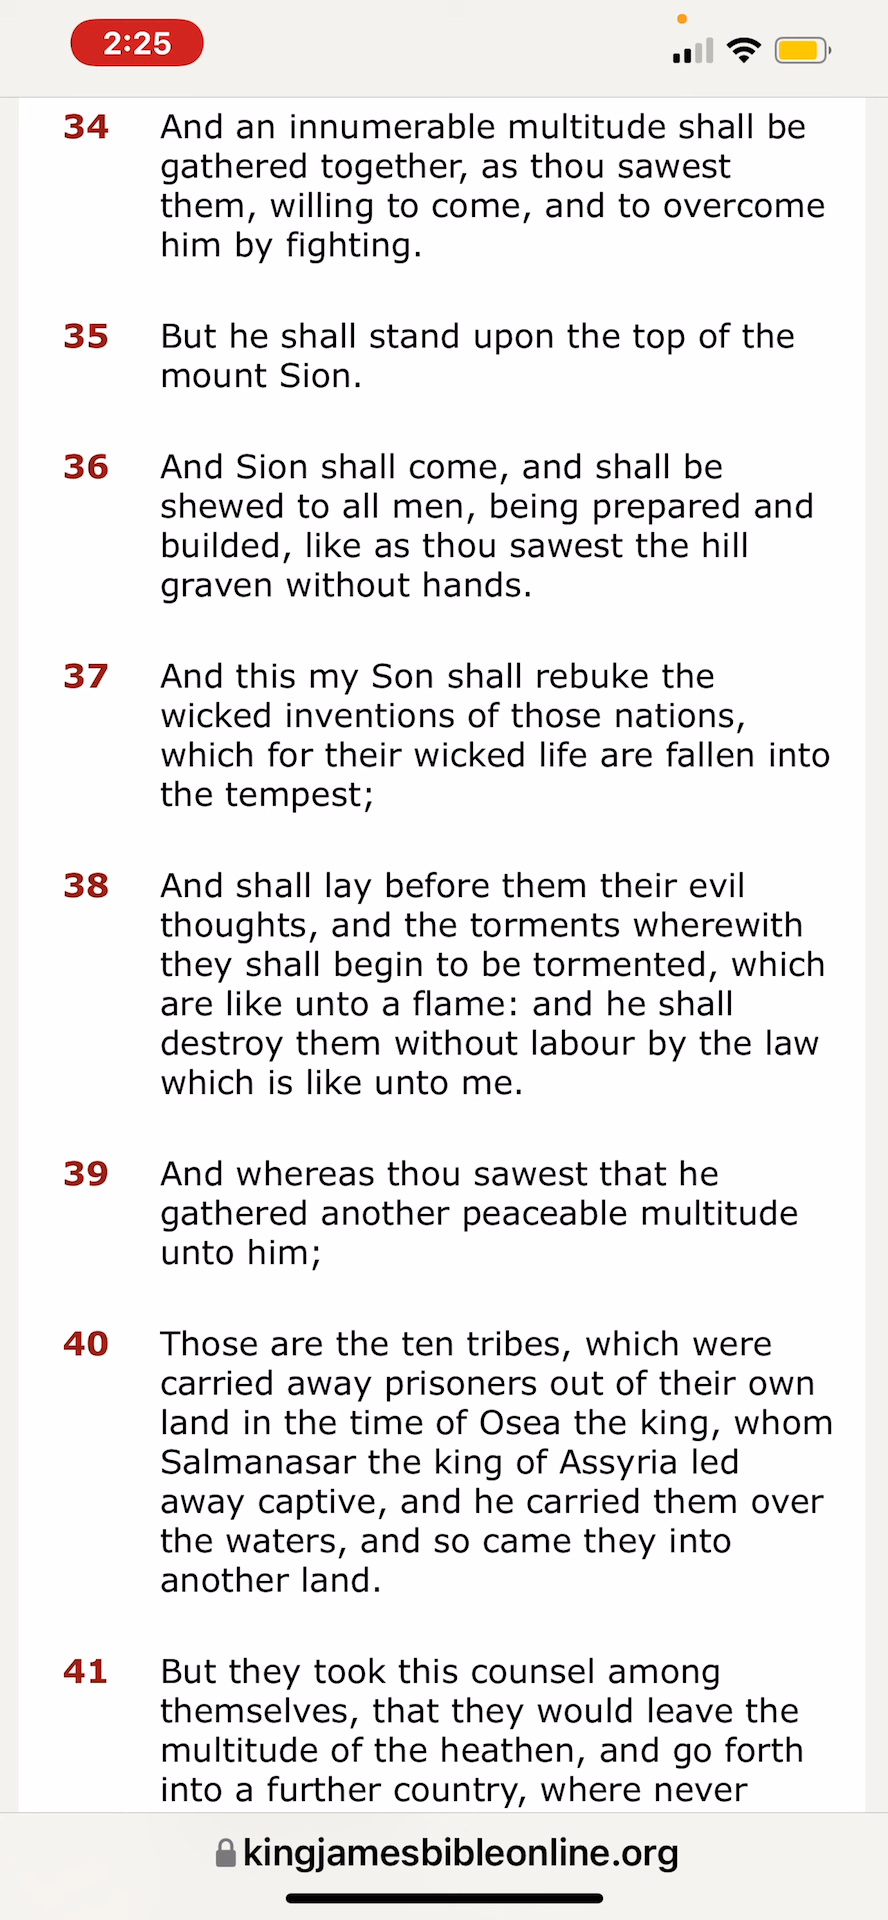 2:25
34 And an innumerable multitude shall be
gathered together, as thou sawest
them, willing to come, and to overcome
him by fighting.
35 But he shall stand upon the top of the
mount Sion.
36 And Sion shall come, and shall be
shewed to all men, being prepared and
builded, like as thou sawest the hill
graven without hands.
37 And this my Son shall rebuke the
wicked inventions of those nations,
which for their wicked life are fallen into
the tempest;
38 And shall lay before them their evil
thoughts, and the torments wherewith
they shall begin to be tormented, which
are like unto a flame: and he shall
destroy them without labour by the law
which is like unto me.
39 And whereas thou sawest that he
gathered another peaceable multitude
unto him;
40 Those are the ten tribes, which were
carried away prisoners out of their own
land in the time of Osea the king, whom
Salmanasar the king of Assyria led
away captive, and he carried them over
the waters, and so came they into
another land.
41 But they took this counsel among
themselves, that they would leave the
multitude of the heathen, and go forth
into a further country, where never
kingjamesbibleonline.org